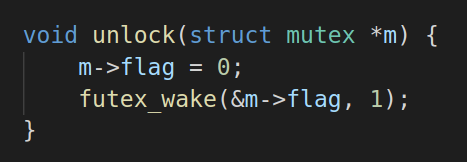 void unlock(struct mutex *m) {
    m->flag = 0;
    futex_wake(&m->flag, 1);
}